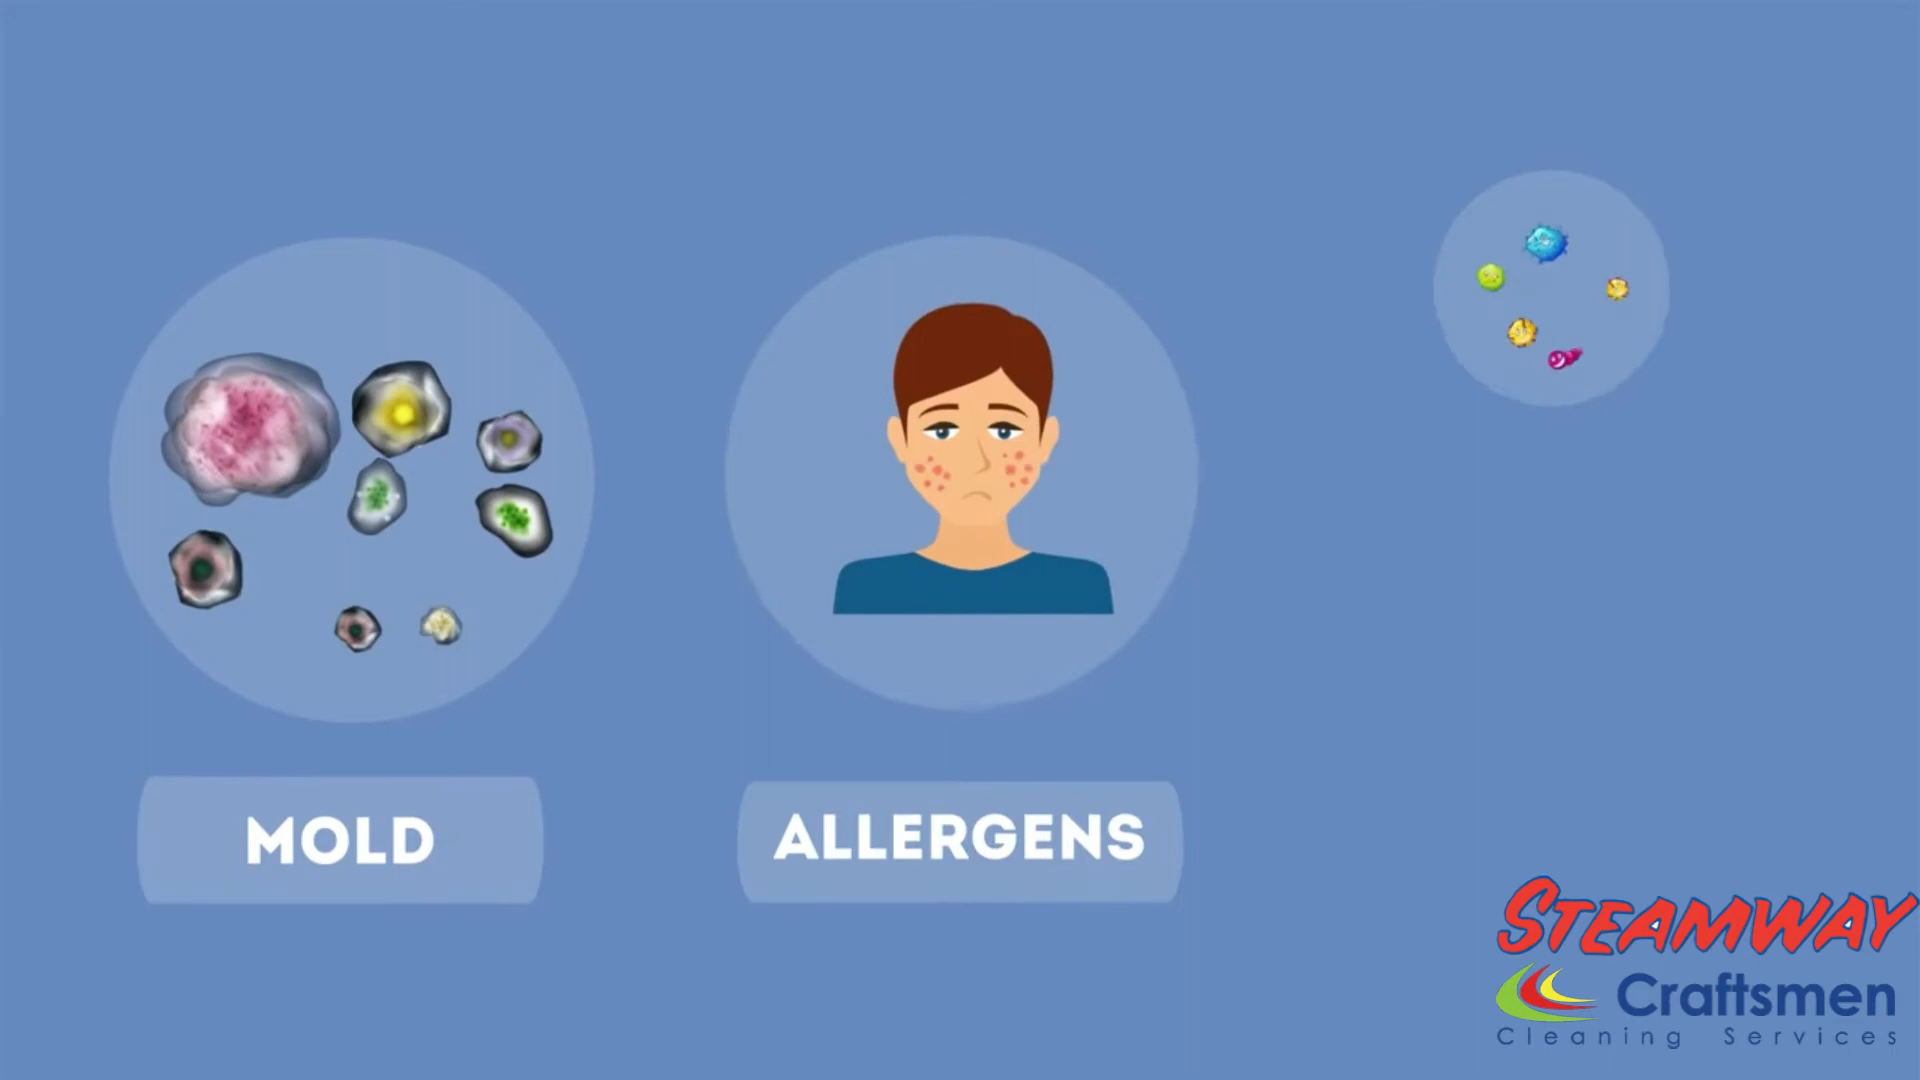 MOLD
ALLERGENS
STEAMWAY
Craftsmen
Cleaning Services